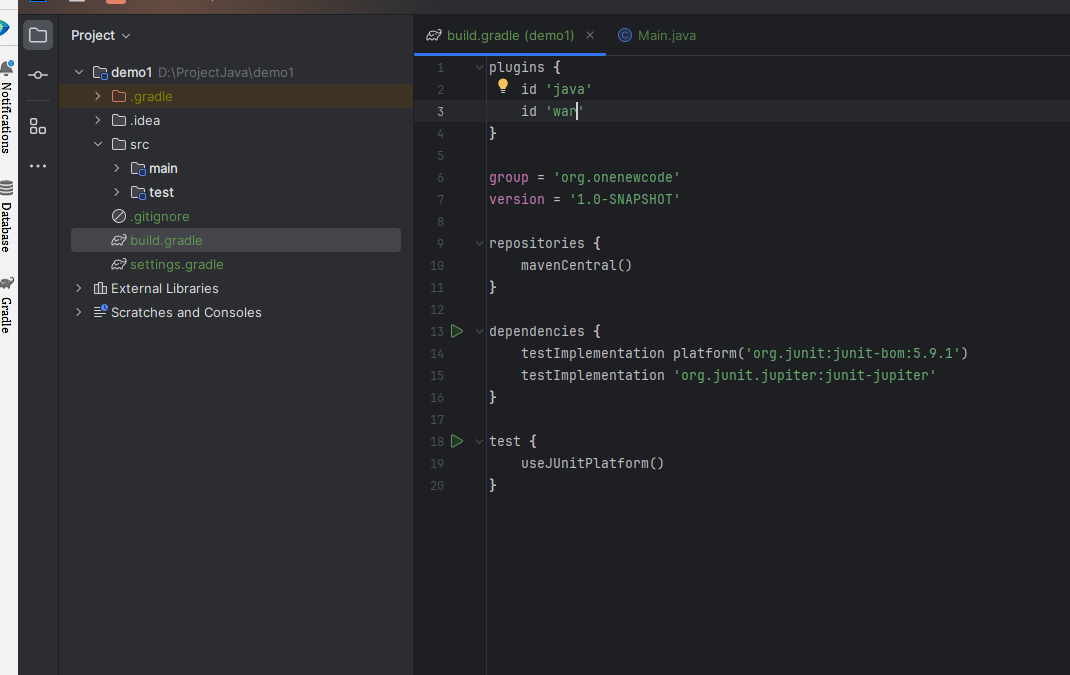 Notifications
Database
Gradle
Project
demo1 D:\ProjectJava\demo1
.gradle
.idea
src
main
test
.gitignore
build.gradle
settings.gradle
External Libraries
Scratches and Consoles
build.gradle (demo1)
Main.java
1 plugins {
2 id 'java'
3 id 'war'
4 }
5
6 group = 'org.onenewcode'
7 version = '1.0-SNAPSHOT'
8
9 repositories {
10 mavenCentral()
11 }
12
13 dependencies {
14 testImplementation platform('org.junit:junit-bom:5.9.1')
15 testImplementation 'org.junit.jupiter:junit-jupiter'
16 }
17
18 test {
19 useJUnitPlatform()
20 }